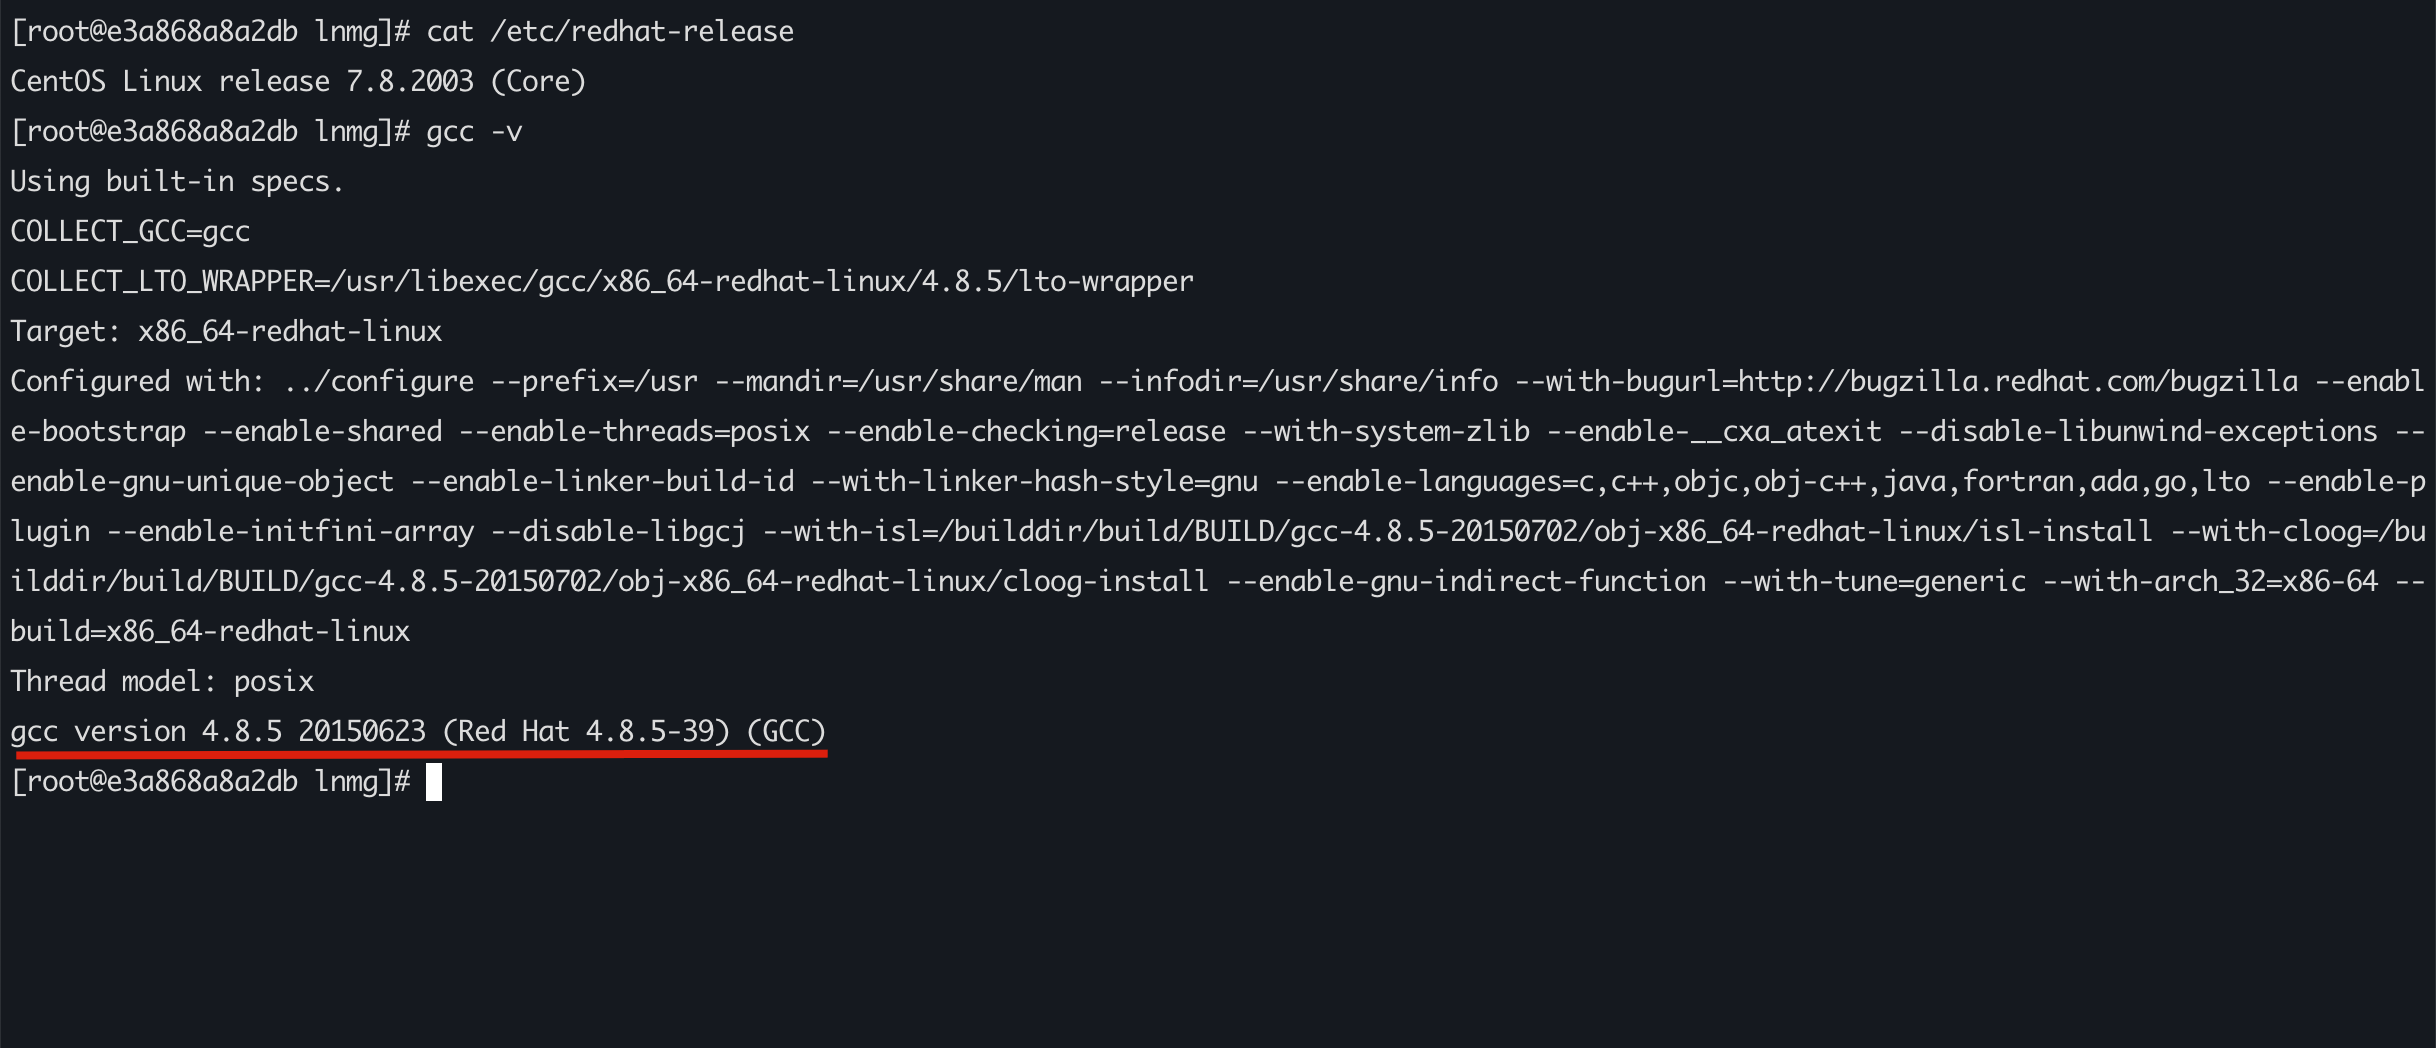 [root@e3a868a8a2db lnmg]# cat /etc/redhat-release
CentOS Linux release 7.8.2003 (Core)
[root@e3a868a8a2db lnmg]# gcc -v
Using built-in specs.
COLLECT_GCC=gcc
COLLECT_LTO_WRAPPER=/usr/libexec/gcc/x86_64-redhat-linux/4.8.5/lto-wrapper
Target: x86_64-redhat-linux
Configured with: ../configure --prefix=/usr --mandir=/usr/share/man --infodir=/usr/share/info --with-bugurl=http://bugzilla.redhat.com/bugzilla --enabl
e-bootstrap --enable-shared --enable-threads=posix --enable-checking=release --with-system-zlib --enable-__cxa_atexit --disable-libunwind-exceptions --
enable-gnu-unique-object --enable-linker-build-id --with-linker-hash-style=gnu --enable-languages=c,c++,objc,obj-c++,java,fortran,ada,go,lto --enable-p
lugin --enable-initfini-array --disable-libgcj --with-isl=/builddir/build/BUILD/gcc-4.8.5-20150702/obj-x86_64-redhat-linux/isl-install --with-cloog=/bu
ilddir/build/BUILD/gcc-4.8.5-20150702/obj-x86_64-redhat-linux/cloog-install --enable-gnu-indirect-function --with-tune=generic --with-arch_32=x86-64 --
build=x86_64-redhat-linux
Thread model: posix
gcc version 4.8.5 20150623 (Red Hat 4.8.5-39) (GCC)
[root@e3a868a8a2db lnmg]#